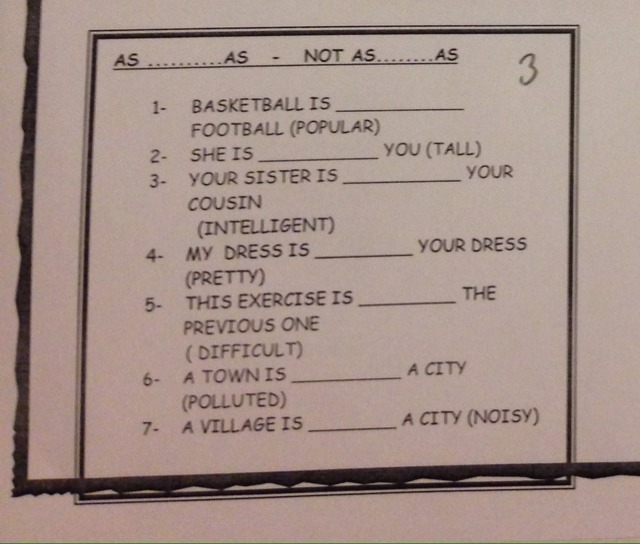 AS ..........AS - NOT AS........AS
3
1- BASKETBALL IS ____________
FOOTBALL (POPULAR)
2- SHE IS ____________ YOU (TALL)
3- YOUR SISTER IS ____________ YOUR
COUSIN
(INTELLIGENT)
4- MY DRESS IS __________ YOUR DRESS
(PRETTY)
5- THIS EXERCISE IS __________ THE
PREVIOUS ONE
( DIFFICULT)
6- A TOWN IS ___________ A CITY
(POLLUTED)
7- A VILLAGE IS _________ A CITY (NOISY)